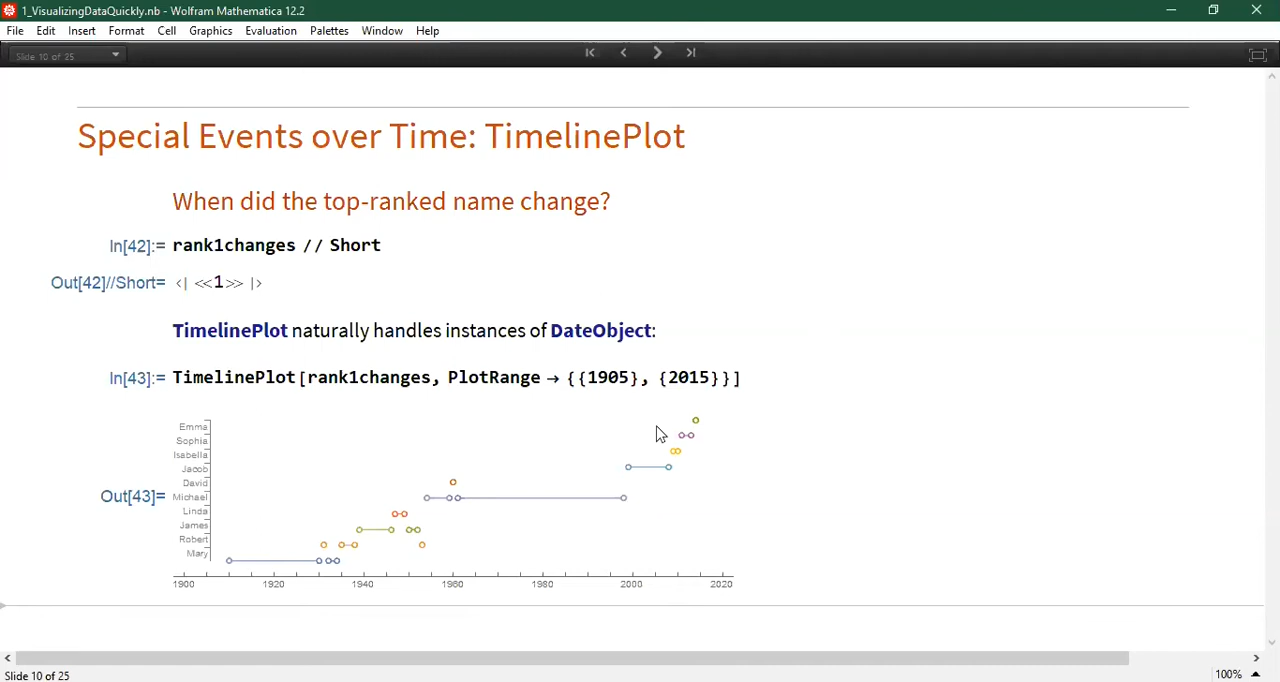 1_VisualizingDataQuickly.nb - Wolfram Mathematica 12.2
File Edit Insert Format Cell Graphics Evaluation Palettes Window Help
Slide 10 of 25
Special Events over Time: TimelinePlot
When did the top-ranked name change?
In[42]:= rank1changes // Short
Out[42]//Short= <| <<1>> |>
TimelinePlot naturally handles instances of DateObject:
In[43]:= TimelinePlot[rank1changes, PlotRange → {{1905}, {2015}}]
Out[43]=
Emma
Sophia
Isabella
Jacob
David
Michael
Linda
James
Robert
Mary
1900 1920 1940 1960 1980 2000 2020
Slide 10 of 25 100%